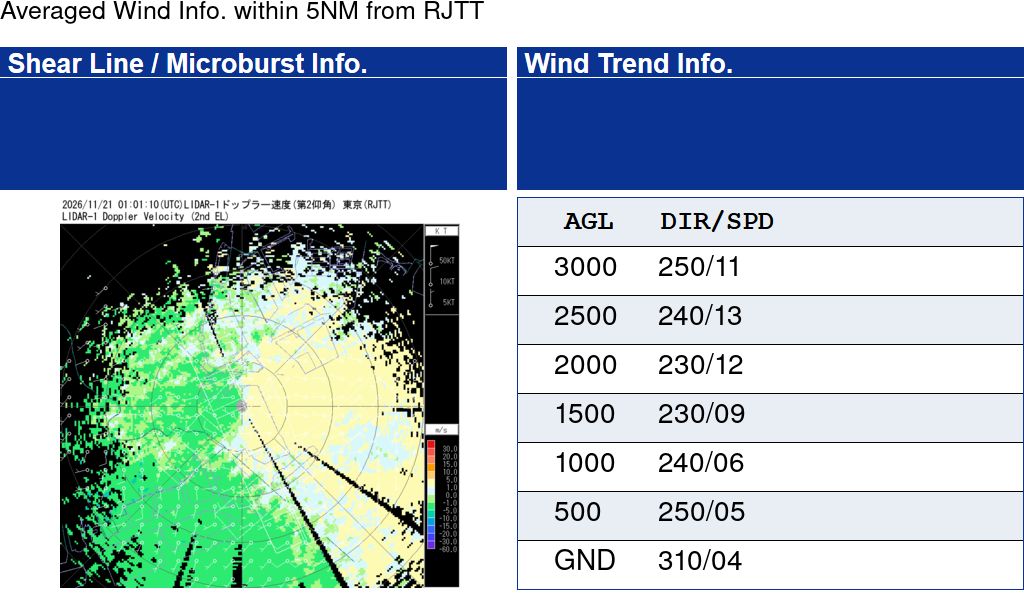 Averaged Wind Info. within 5NM from RJTT
Shear Line / Microburst Info.
Wind Trend Info.
2026/11/21 01:01:10(UTC)LIDAR-1ドップラー速度(第2仰角) 東京(RJTT)
LIDAR-1 Doppler Velocity (2nd EL)
KT
50KT
10KT
5KT
m/s
30.0
20.0
15.0
10.0
5.0
1.0
0.0
-1.0
-5.0
-10.0
-15.0
-20.0
-30.0
-60.0
AGL DIR/SPD
3000 250/11
2500 240/13
2000 230/12
1500 230/09
1000 240/06
500 250/05
GND 310/04